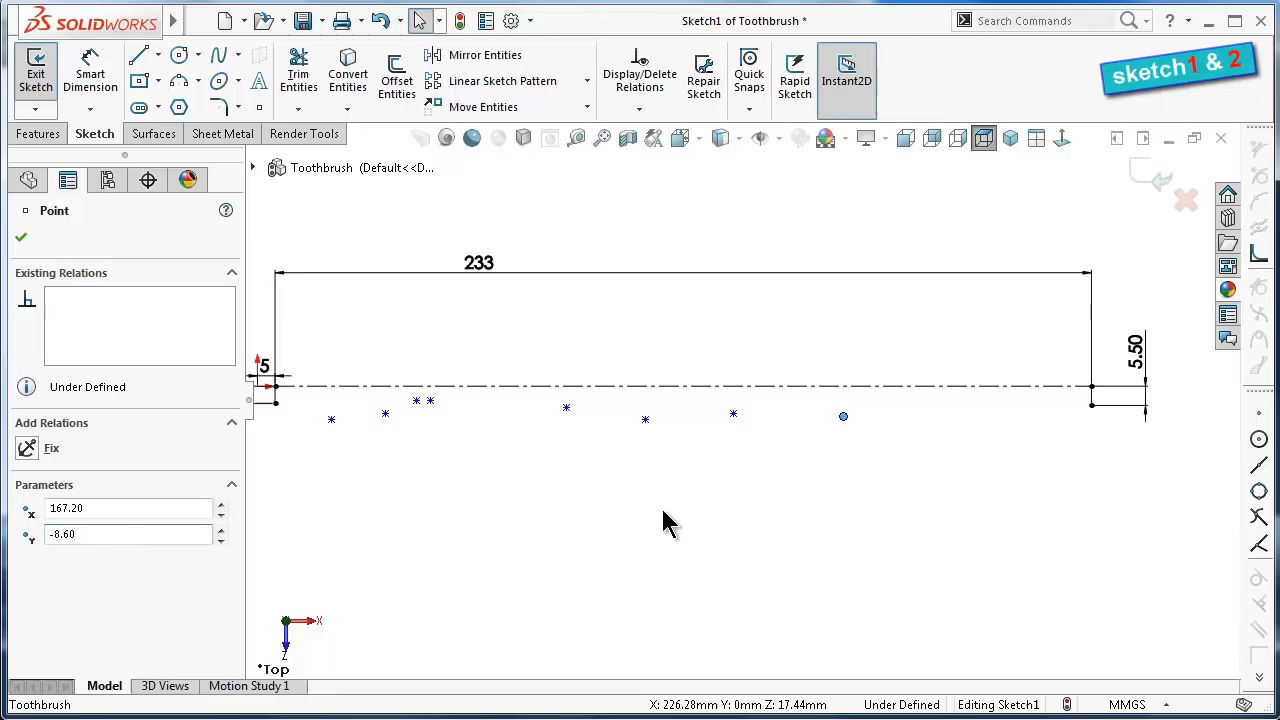 SOLIDWORKS
Sketch1 of Toothbrush *
Search Commands
sketch1 & 2
Exit Sketch
Smart Dimension
Trim Entities
Convert Entities
Offset Entities
Mirror Entities
Linear Sketch Pattern
Move Entities
Display/Delete Relations
Repair Sketch
Quick Snaps
Rapid Sketch
Instant2D
Features
Sketch
Surfaces
Sheet Metal
Render Tools
Toothbrush (Default<<D...
Point
Existing Relations
233
5
5.50
Under Defined
Add Relations
Fix
Parameters
X
167.20
Y
-8.60
X
Z
*Top
Model
3D Views
Motion Study 1
Toothbrush
X: 226.28mm Y: 0mm Z: 17.44mm
Under Defined
Editing Sketch1
MMGS